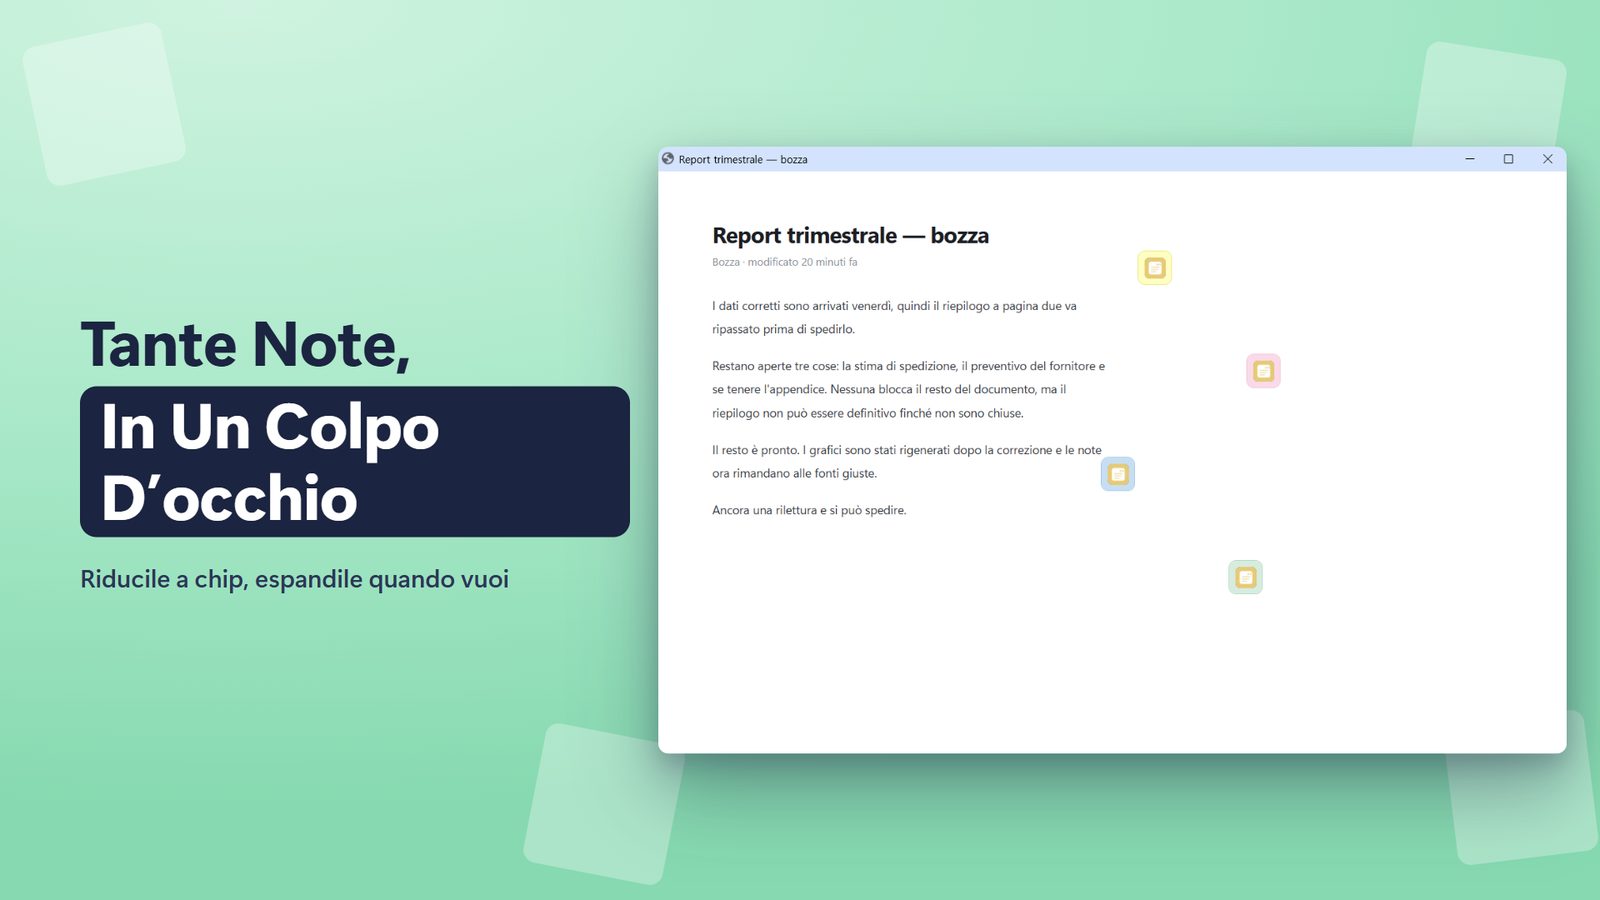 Tante Note,
In Un Colpo
D’occhio
Riducile a chip, espandile quando vuoi
Report trimestrale — bozza
Report trimestrale — bozza
Bozza · modificato 20 minuti fa
I dati corretti sono arrivati venerdì, quindi il riepilogo a pagina due va
ripassato prima di spedirlo.
Restano aperte tre cose: la stima di spedizione, il preventivo del fornitore e
se tenere l'appendice. Nessuna blocca il resto del documento, ma il
riepilogo non può essere definitivo finché non sono chiuse.
Il resto è pronto. I grafici sono stati rigenerati dopo la correzione e le note
ora rimandano alle fonti giuste.
Ancora una rilettura e si può spedire.